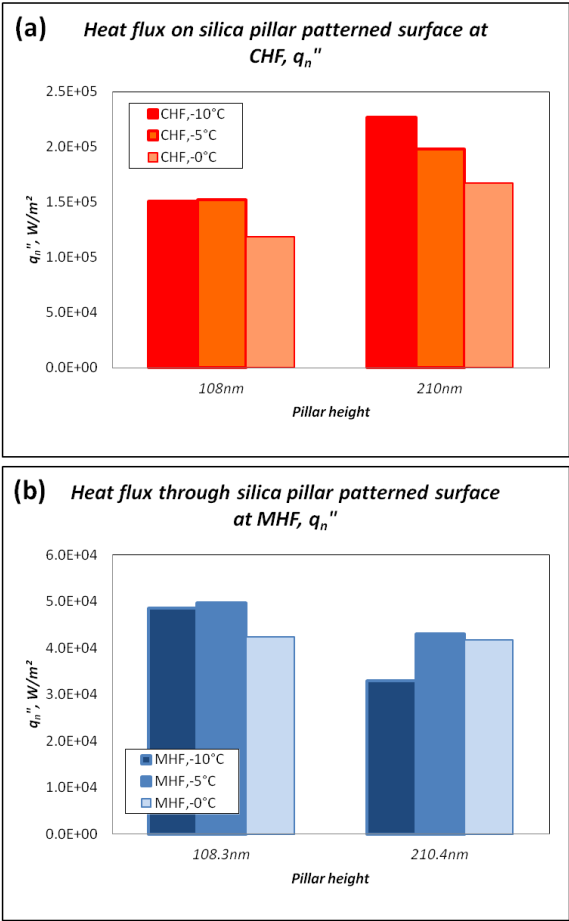 (a)
Heat flux on silica pillar patterned surface at
CHF, qn"
2.5E+05
2.0E+05
1.5E+05
1.0E+05
5.0E+04
0.0E+00
qn", W/m²
CHF,-10°C
CHF,-5°C
CHF,-0°C
108nm
210nm
Pillar height
(b)
Heat flux through silica pillar patterned surface
at MHF, qn"
6.0E+04
5.0E+04
4.0E+04
3.0E+04
2.0E+04
1.0E+04
0.0E+00
qn", W/m²
MHF,-10°C
MHF,-5°C
MHF,-0°C
108.3nm
210.4nm
Pillar height